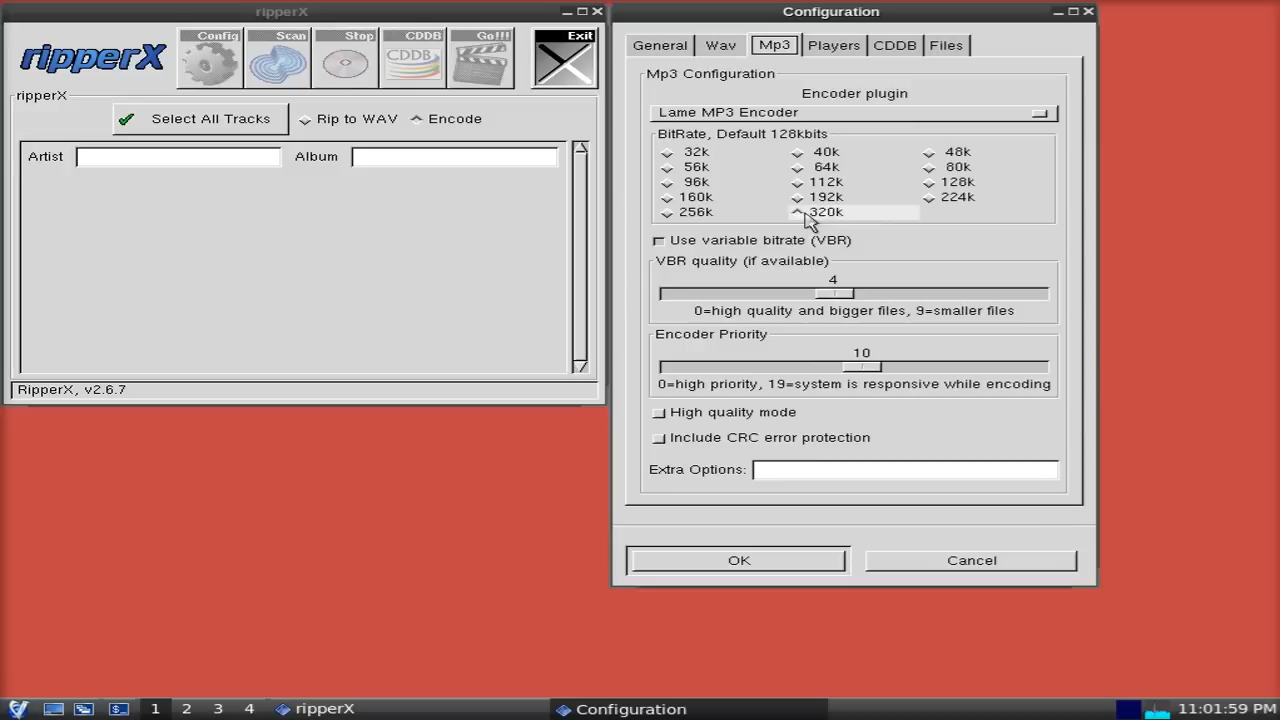 ripperX
Configuration
ripperX
Config
Scan
Stop
CDDB
CDDB
Go!!!
Exit
General
Wav
Mp3
Players
CDDB
Files
ripperX
Select All Tracks
Rip to WAV
Encode
Artist
Album
RipperX, v2.6.7
Mp3 Configuration
Encoder plugin
Lame MP3 Encoder
BitRate, Default 128kbits
32k 40k 48k
56k 64k 80k
96k 112k 128k
160k 192k 224k
256k 320k
Use variable bitrate (VBR)
VBR quality (if available)
4
0=high quality and bigger files, 9=smaller files
Encoder Priority
10
0=high priority, 19=system is responsive while encoding
High quality mode
Include CRC error protection
Extra Options:
OK
Cancel
1 2 3 4
ripperX
Configuration
11:01:59 PM